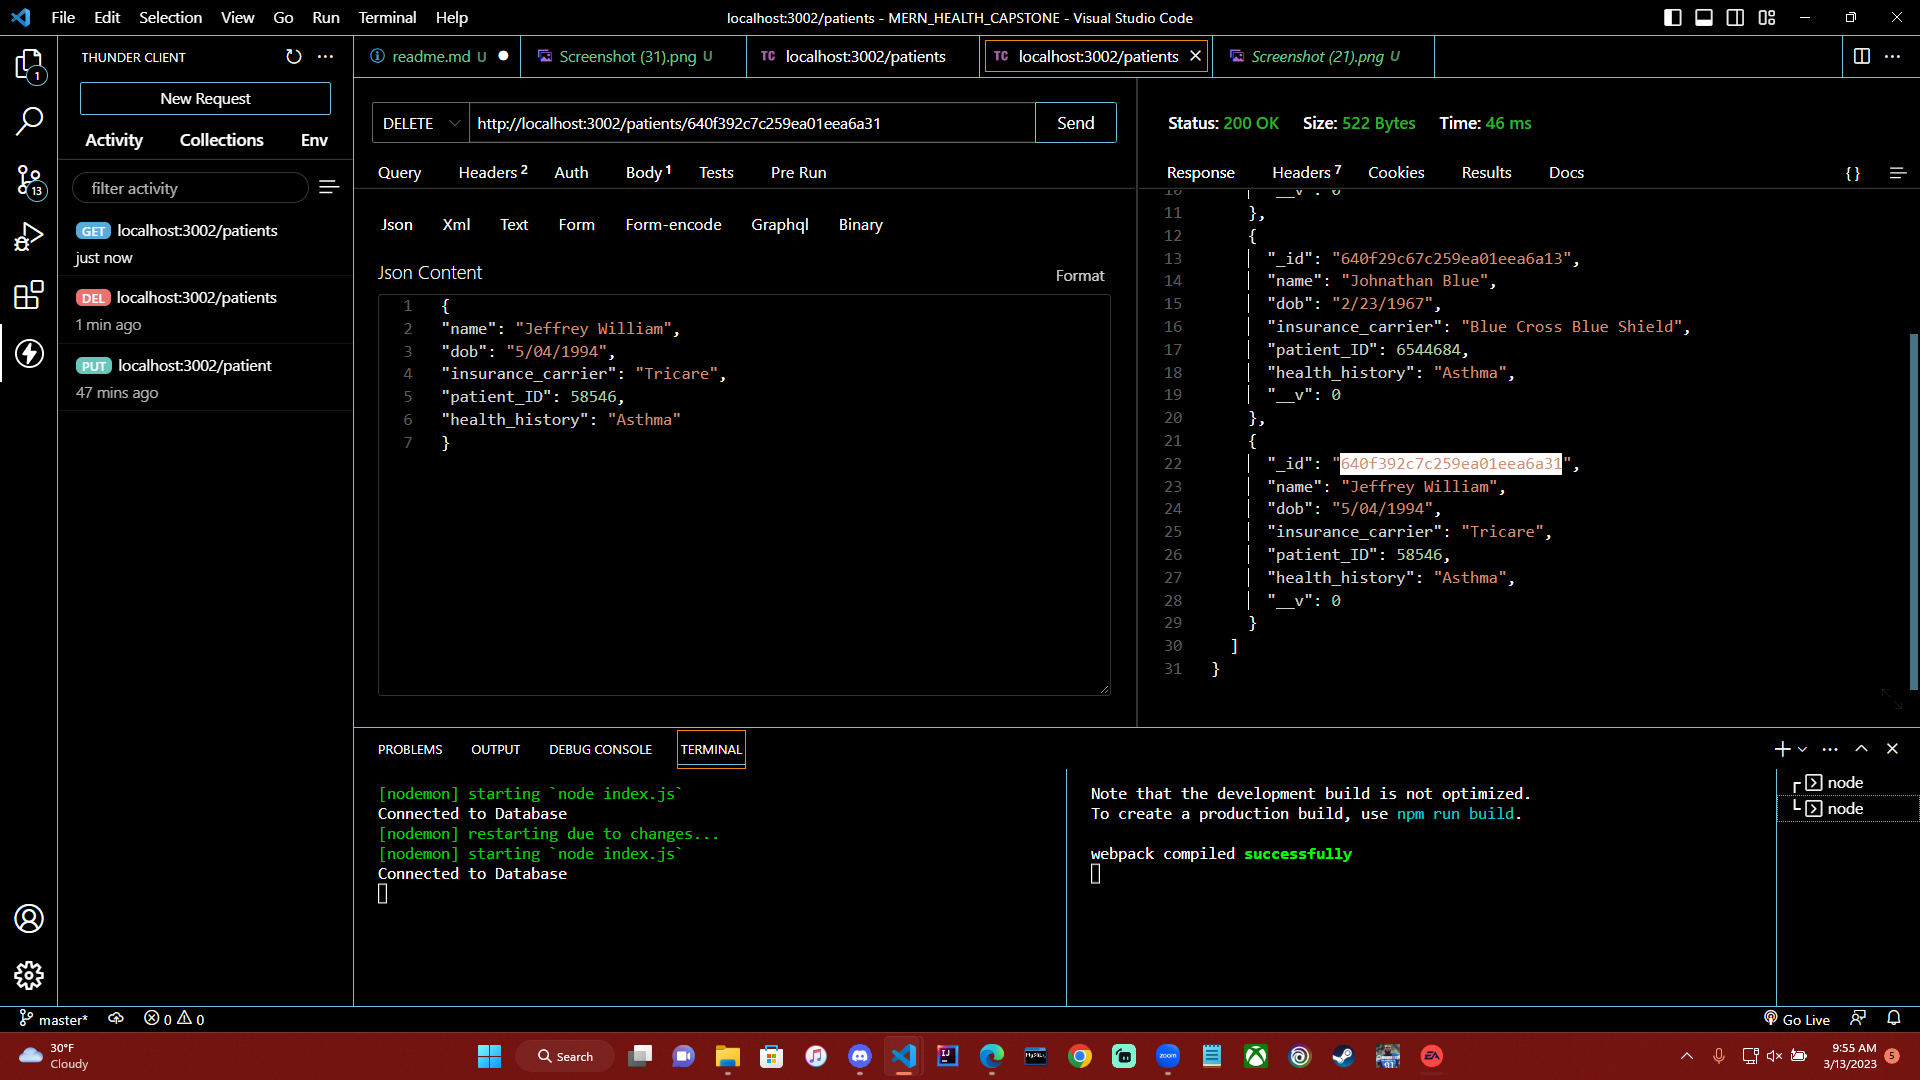 File Edit Selection View Go Run Terminal Help
localhost:3002/patients - MERN_HEALTH_CAPSTONE - Visual Studio Code
1
13
THUNDER CLIENT
New Request
Activity Collections Env
filter activity
GET localhost:3002/patients
just now
DEL localhost:3002/patients
1 min ago
PUT localhost:3002/patient
47 mins ago
readme.md U
Screenshot (31).png U
TC localhost:3002/patients
TC localhost:3002/patients
Screenshot (21).png U
DELETE http://localhost:3002/patients/640f392c7c259ea01eea6a31 Send
Query Headers 2 Auth Body 1 Tests Pre Run
Json Xml Text Form Form-encode Graphql Binary
Json Content
Format
1 {
2 "name": "Jeffrey William",
3 "dob": "5/04/1994",
4 "insurance_carrier": "Tricare",
5 "patient_ID": 58546,
6 "health_history": "Asthma"
7 }
Status: 200 OK Size: 522 Bytes Time: 46 ms
Response Headers 7 Cookies Results Docs {}
10 "__v": 0
11 },
12 {
13 "_id": "640f29c67c259ea01eea6a13",
14 "name": "Johnathan Blue",
15 "dob": "2/23/1967",
16 "insurance_carrier": "Blue Cross Blue Shield",
17 "patient_ID": 6544684,
18 "health_history": "Asthma",
19 "__v": 0
20 },
21 {
22 "_id": "640f392c7c259ea01eea6a31",
23 "name": "Jeffrey William",
24 "dob": "5/04/1994",
25 "insurance_carrier": "Tricare",
26 "patient_ID": 58546,
27 "health_history": "Asthma",
28 "__v": 0
29 }
30 ]
31 }
PROBLEMS OUTPUT DEBUG CONSOLE TERMINAL
[nodemon] starting `node index.js`
Connected to Database
[nodemon] restarting due to changes...
[nodemon] starting `node index.js`
Connected to Database
Note that the development build is not optimized.
To create a production build, use npm run build.
webpack compiled successfully
node
node
master* 0 0
Go Live
30°F
Cloudy
Search
IJ
MySQL
zoom
EA
9:55 AM
3/13/2023
5